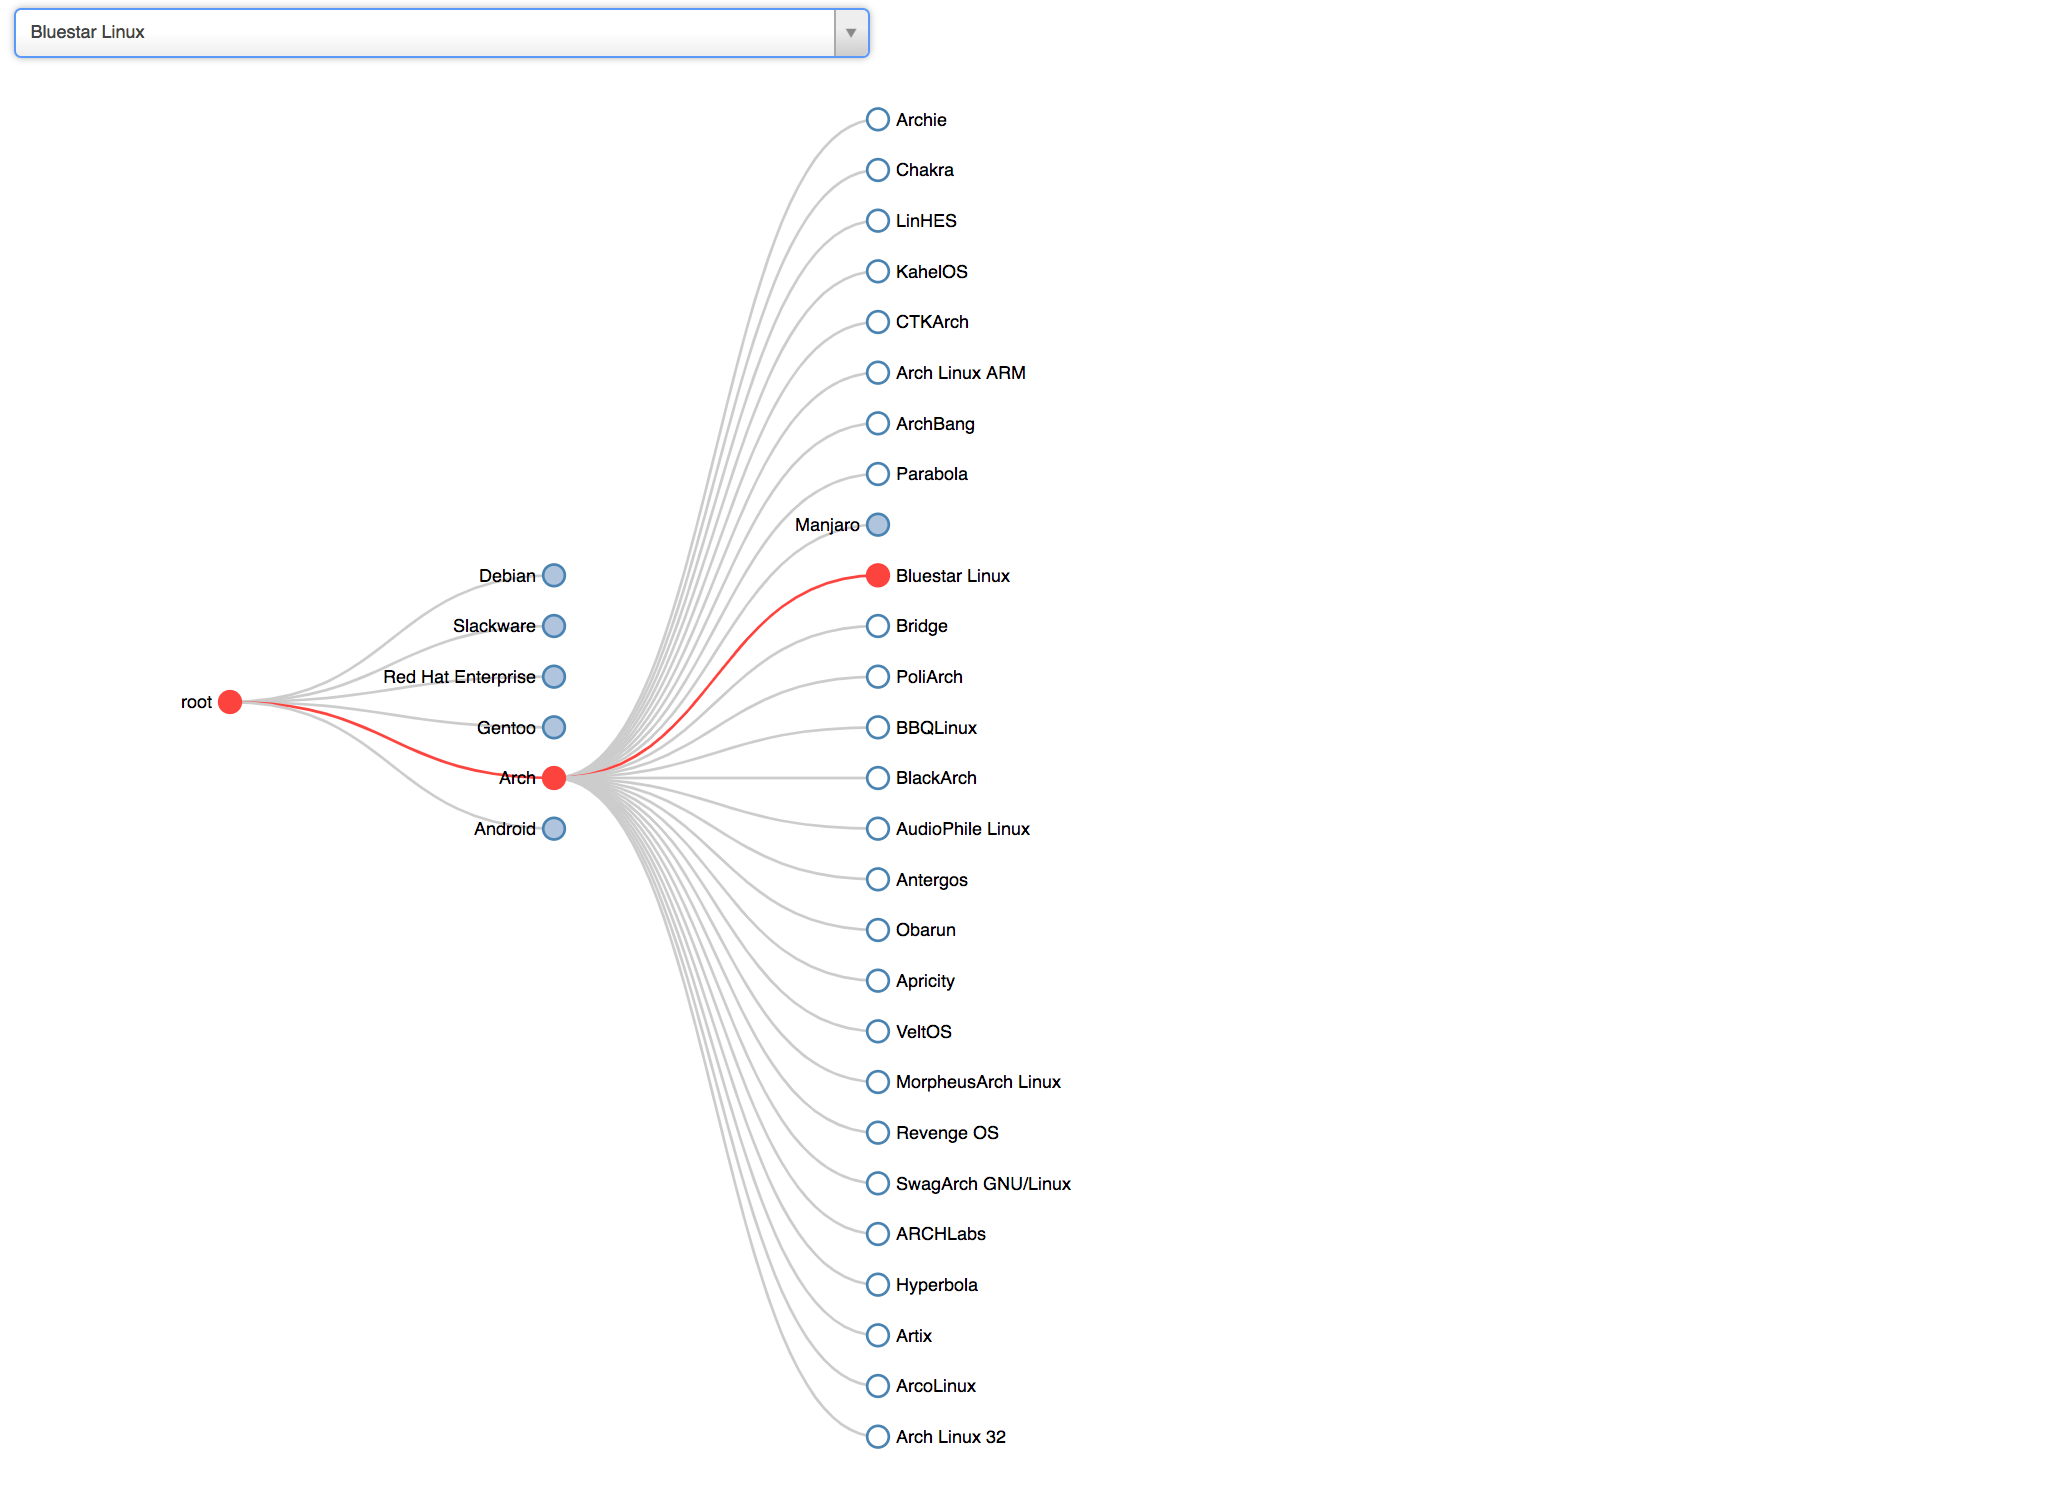 Bluestar Linux
Archie
Chakra
LinHES
KahelOS
CTKArch
Arch Linux ARM
ArchBang
Parabola
Manjaro
Debian
Bluestar Linux
Slackware
Bridge
Red Hat Enterprise
PoliArch
root
Gentoo
BBQLinux
Arch
BlackArch
Android
AudioPhile Linux
Antergos
Obarun
Apricity
VeltOS
MorpheusArch Linux
Revenge OS
SwagArch GNU/Linux
ARCHLabs
Hyperbola
Artix
ArcoLinux
Arch Linux 32